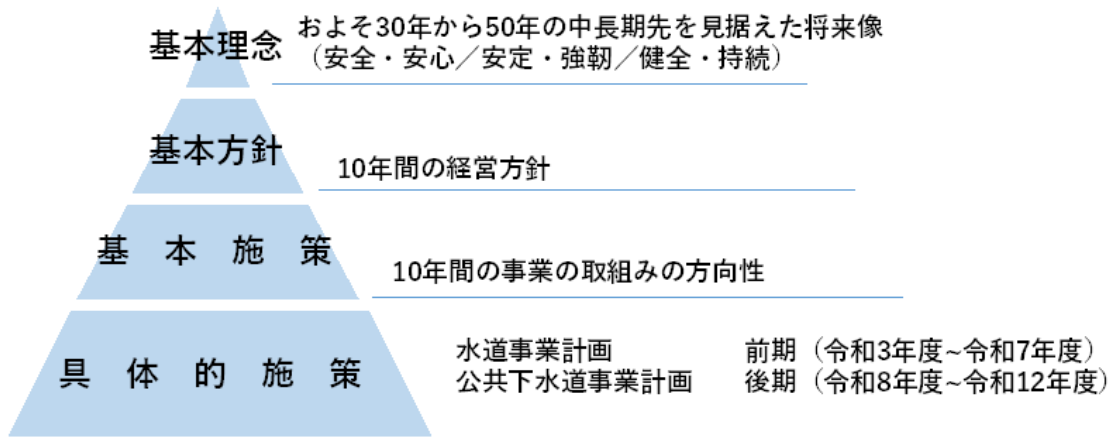 基本理念
およそ30年から50年の中長期先を見据えた将来像
（安全・安心／安定・強靭／健全・持続）
基本方針
10年間の経営方針
基本施策
10年間の事業の取組みの方向性
具体的施策
水道事業計画 前期（令和3年度~令和7年度）
公共下水道事業計画 後期（令和8年度~令和12年度）